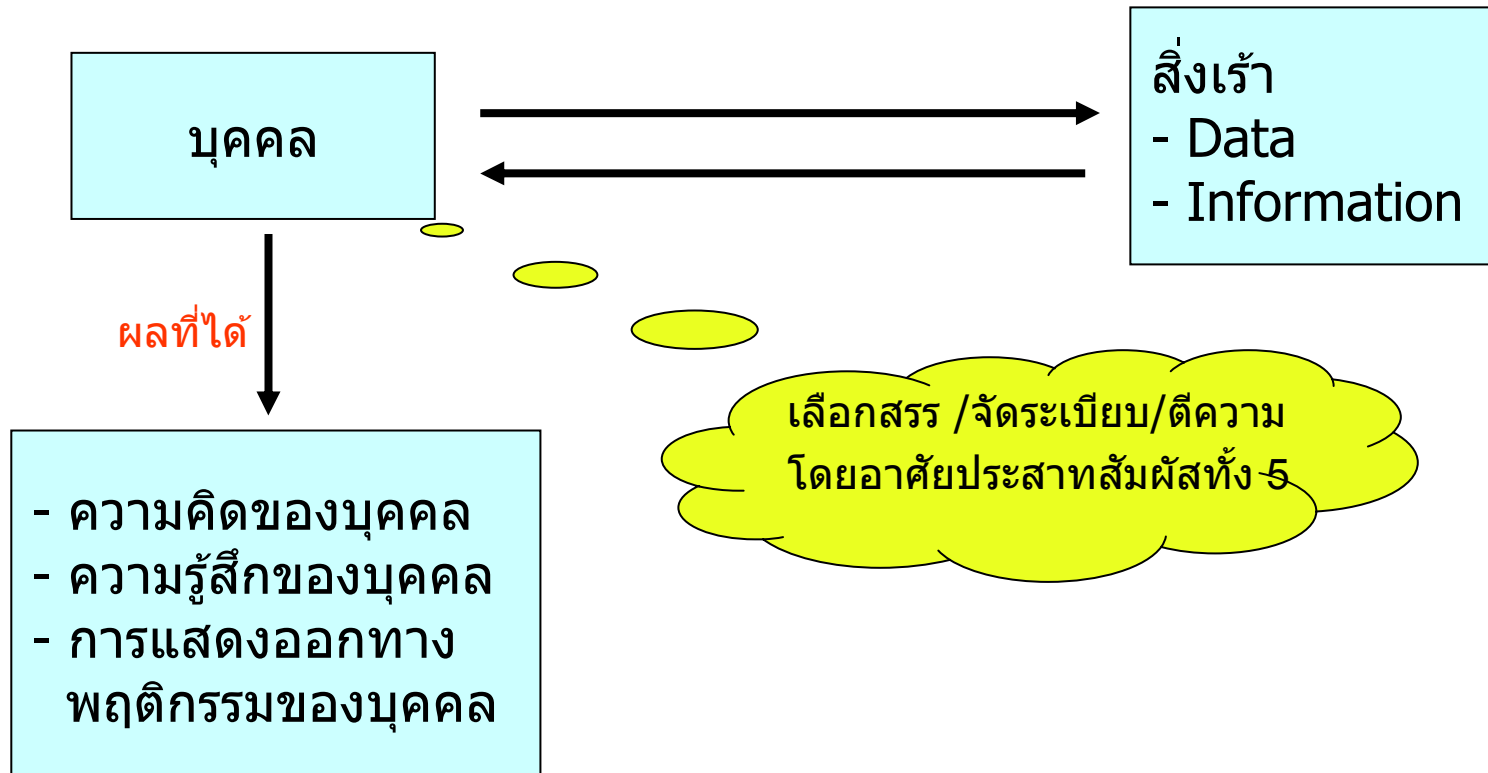 บุคคล
สิ่งเร้า
- Data
- Information
ผลที่ได้
เลือกสรร /จัดระเบียบ/ตีความ
โดยอาศัยประสาทสัมผัสทั้ง 5
- ความคิดของบุคคล
- ความรู้สึกของบุคคล
- การแสดงออกทาง
พฤติกรรมของบุคคล